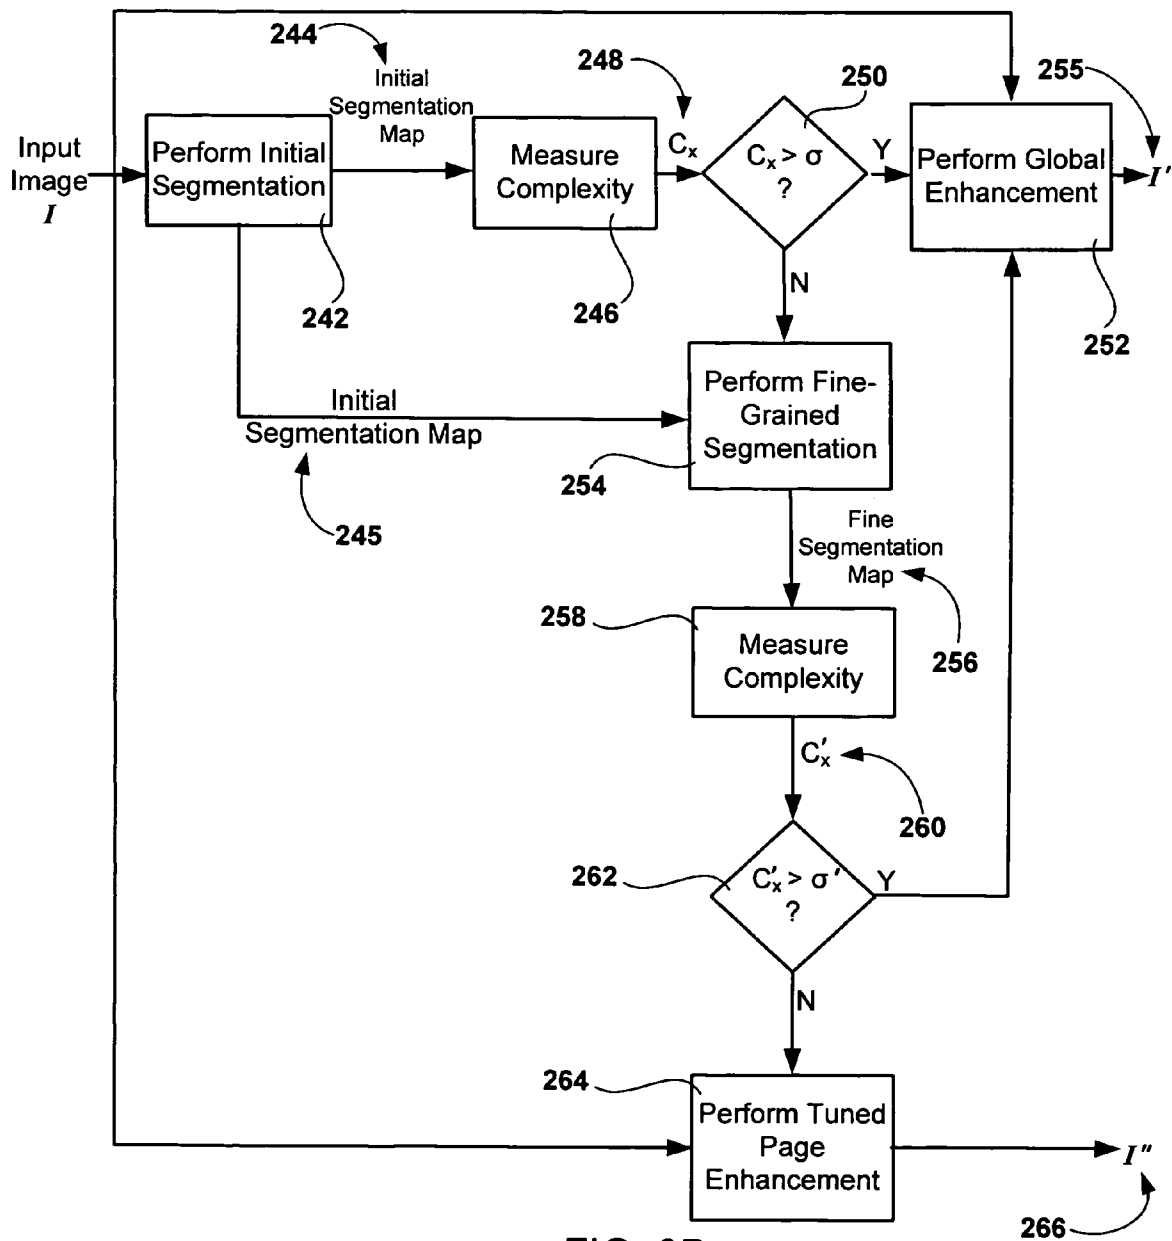 244
Initial
Segmentation
Map
248
Cx
250
255
Input
Image
I
Perform Initial
Segmentation
Measure
Complexity
Cx > σ
?
Y
Perform Global
Enhancement
I'
242
246
N
252
Initial
Segmentation Map
245
Perform Fine-
Grained
Segmentation
254
Fine
Segmentation
Map
256
258
Measure
Complexity
C'x
260
262
C'x > σ'
?
Y
N
264
Perform Tuned
Page
Enhancement
I"
266